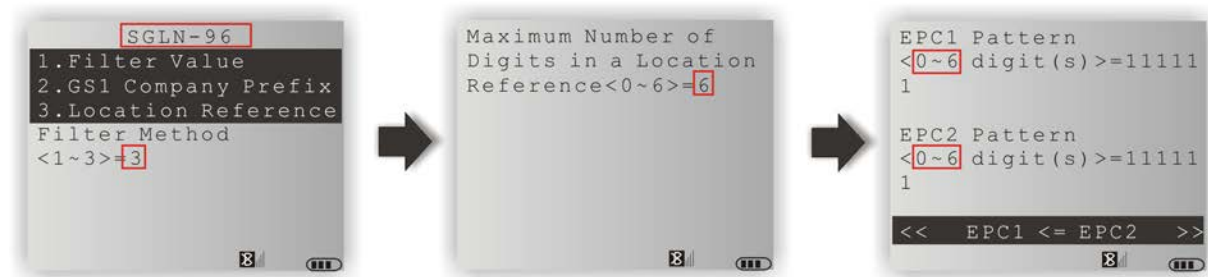 SGLN-96
1.Filter Value
2.GS1 Company Prefix
3.Location Reference
Filter Method
<1~3>=3
Maximum Number of
Digits in a Location
Reference<0~6>=6
EPC1 Pattern
<0~6 digit(s)>=11111
1
EPC2 Pattern
<0~6 digit(s)>=11111
1
<< EPC1 <= EPC2 >>